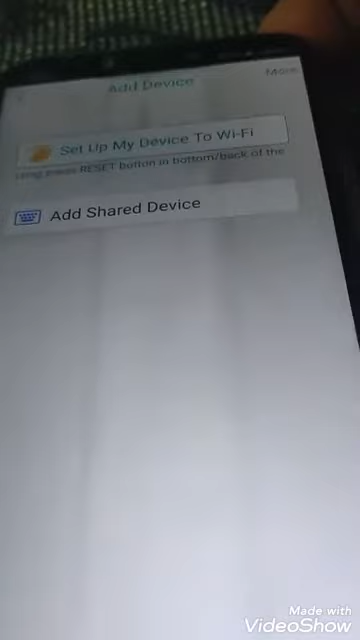 Add Device
More
Set Up My Device To Wi-Fi
press RESET button in bottom/back of the
Add Shared Device
Made with
VideoShow